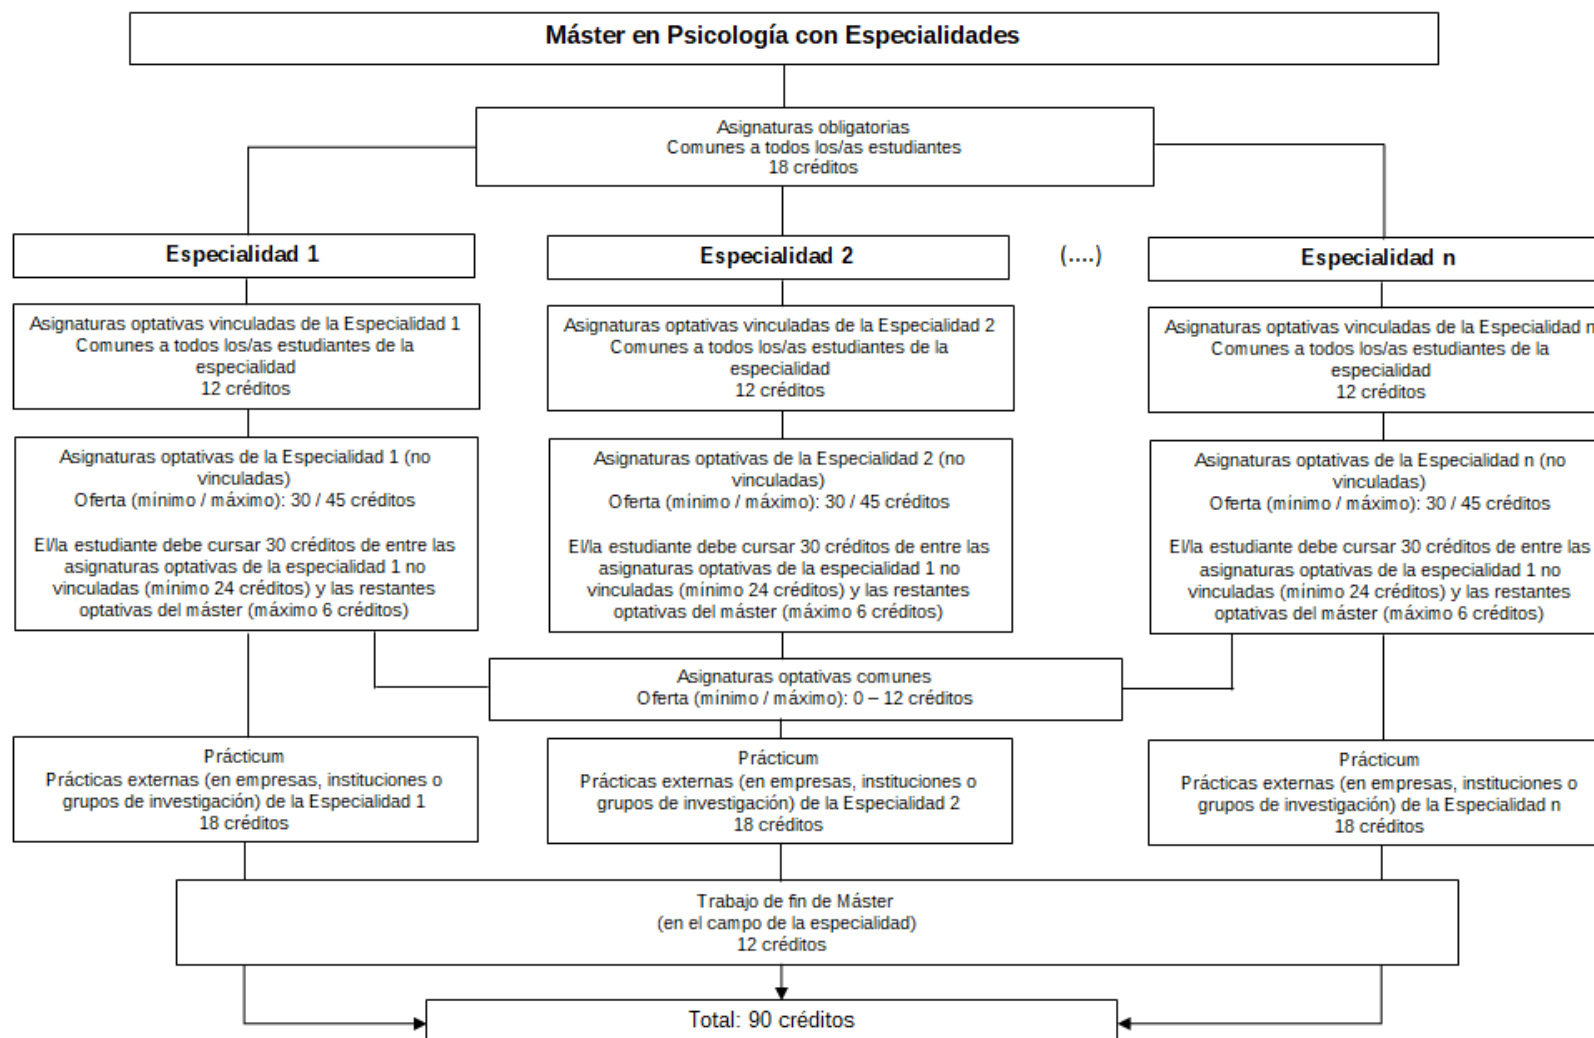 Máster en Psicología con Especialidades
Asignaturas obligatorias
Comunes a todos los/as estudiantes
18 créditos
Especialidad 1
Especialidad 2
(....)
Especialidad n
Asignaturas optativas vinculadas de la Especialidad 1
Comunes a todos los/as estudiantes de la
especialidad
12 créditos
Asignaturas optativas vinculadas de la Especialidad 2
Comunes a todos los/as estudiantes de la
especialidad
12 créditos
Asignaturas optativas vinculadas de la Especialidad n
Comunes a todos los/as estudiantes de la
especialidad
12 créditos
Asignaturas optativas de la Especialidad 1 (no
vinculadas)
Oferta (mínimo / máximo): 30 / 45 créditos
El/la estudiante debe cursar 30 créditos de entre las
asignaturas optativas de la especialidad 1 no
vinculadas (mínimo 24 créditos) y las restantes
optativas del máster (máximo 6 créditos)
Asignaturas optativas de la Especialidad 2 (no
vinculadas)
Oferta (mínimo / máximo): 30 / 45 créditos
El/la estudiante debe cursar 30 créditos de entre las
asignaturas optativas de la especialidad 1 no
vinculadas (mínimo 24 créditos) y las restantes
optativas del máster (máximo 6 créditos)
Asignaturas optativas de la Especialidad n (no
vinculadas)
Oferta (mínimo / máximo): 30 / 45 créditos
El/la estudiante debe cursar 30 créditos de entre las
asignaturas optativas de la especialidad 1 no
vinculadas (mínimo 24 créditos) y las restantes
optativas del máster (máximo 6 créditos)
Asignaturas optativas comunes
Oferta (mínimo / máximo): 0 – 12 créditos
Prácticum
Prácticas externas (en empresas, instituciones o
grupos de investigación) de la Especialidad 1
18 créditos
Prácticum
Prácticas externas (en empresas, instituciones o
grupos de investigación) de la Especialidad 2
18 créditos
Prácticum
Prácticas externas (en empresas, instituciones o
grupos de investigación) de la Especialidad n
18 créditos
Trabajo de fin de Máster
(en el campo de la especialidad)
12 créditos
Total: 90 créditos